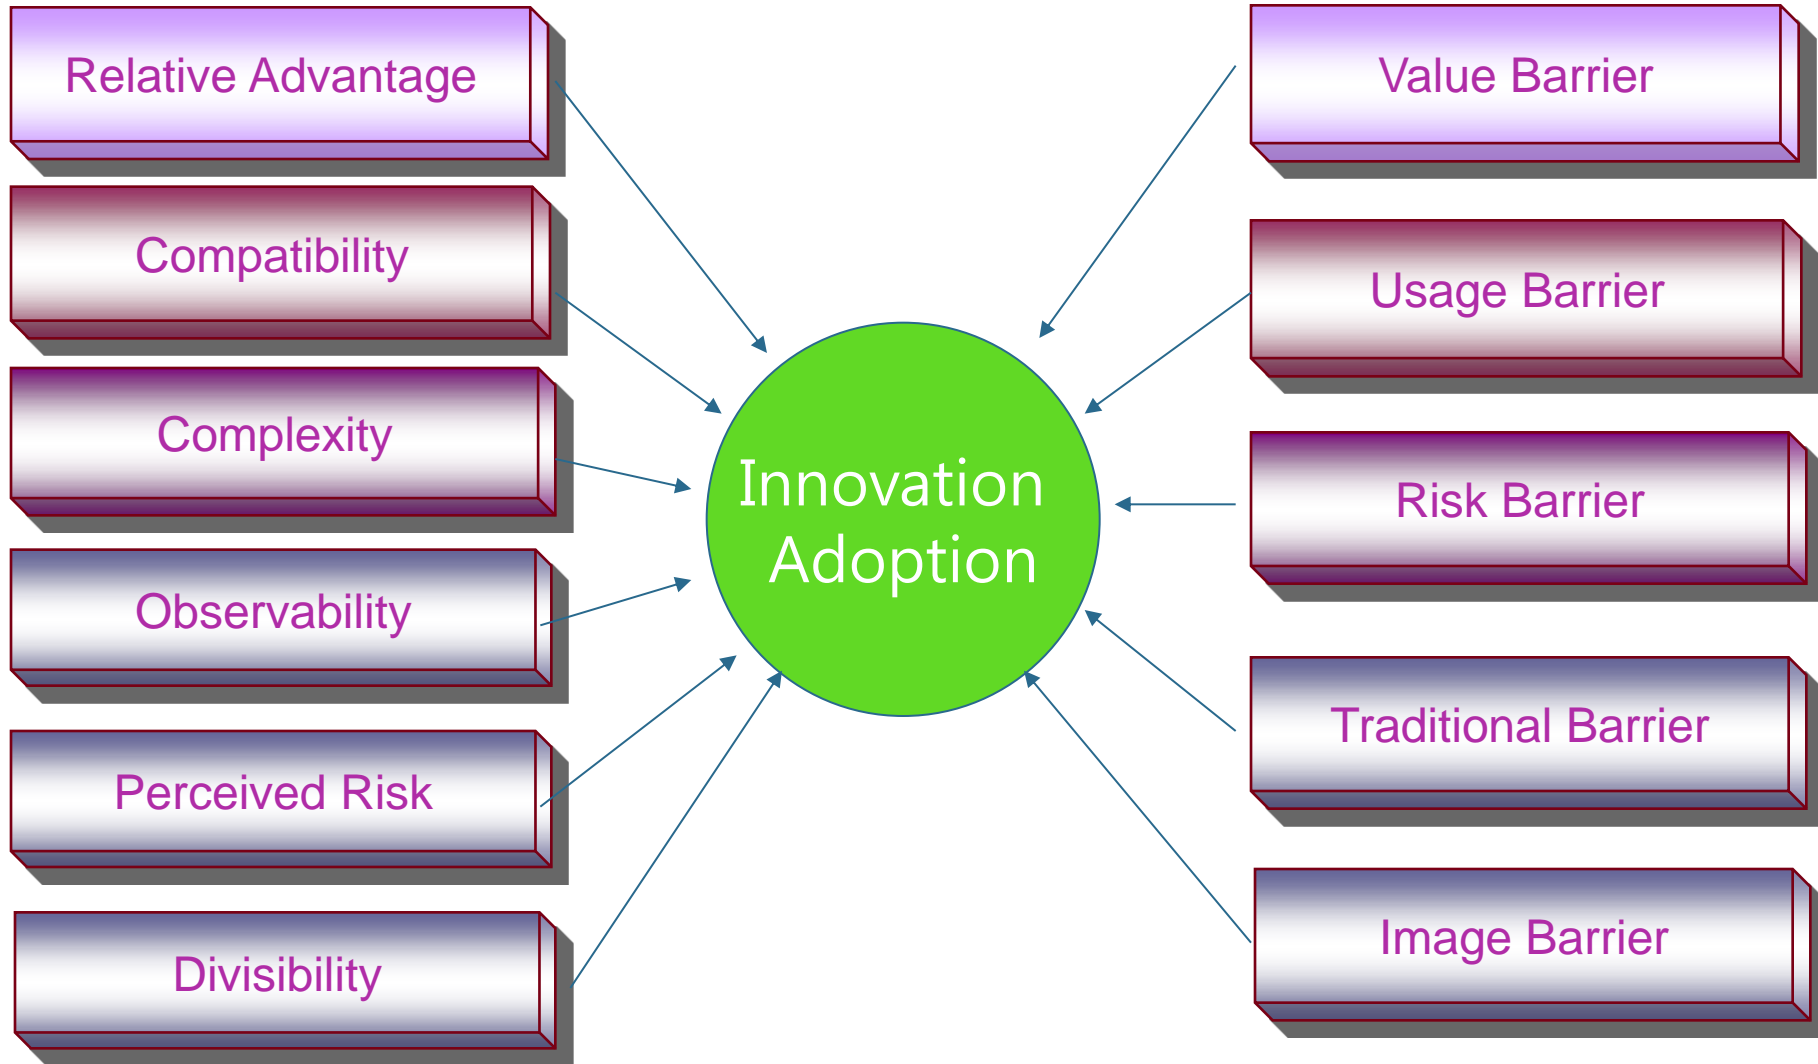 Relative Advantage
Compatibility
Complexity
Observability
Perceived Risk
Divisibility
Innovation
Adoption
Value Barrier
Usage Barrier
Risk Barrier
Traditional Barrier
Image Barrier